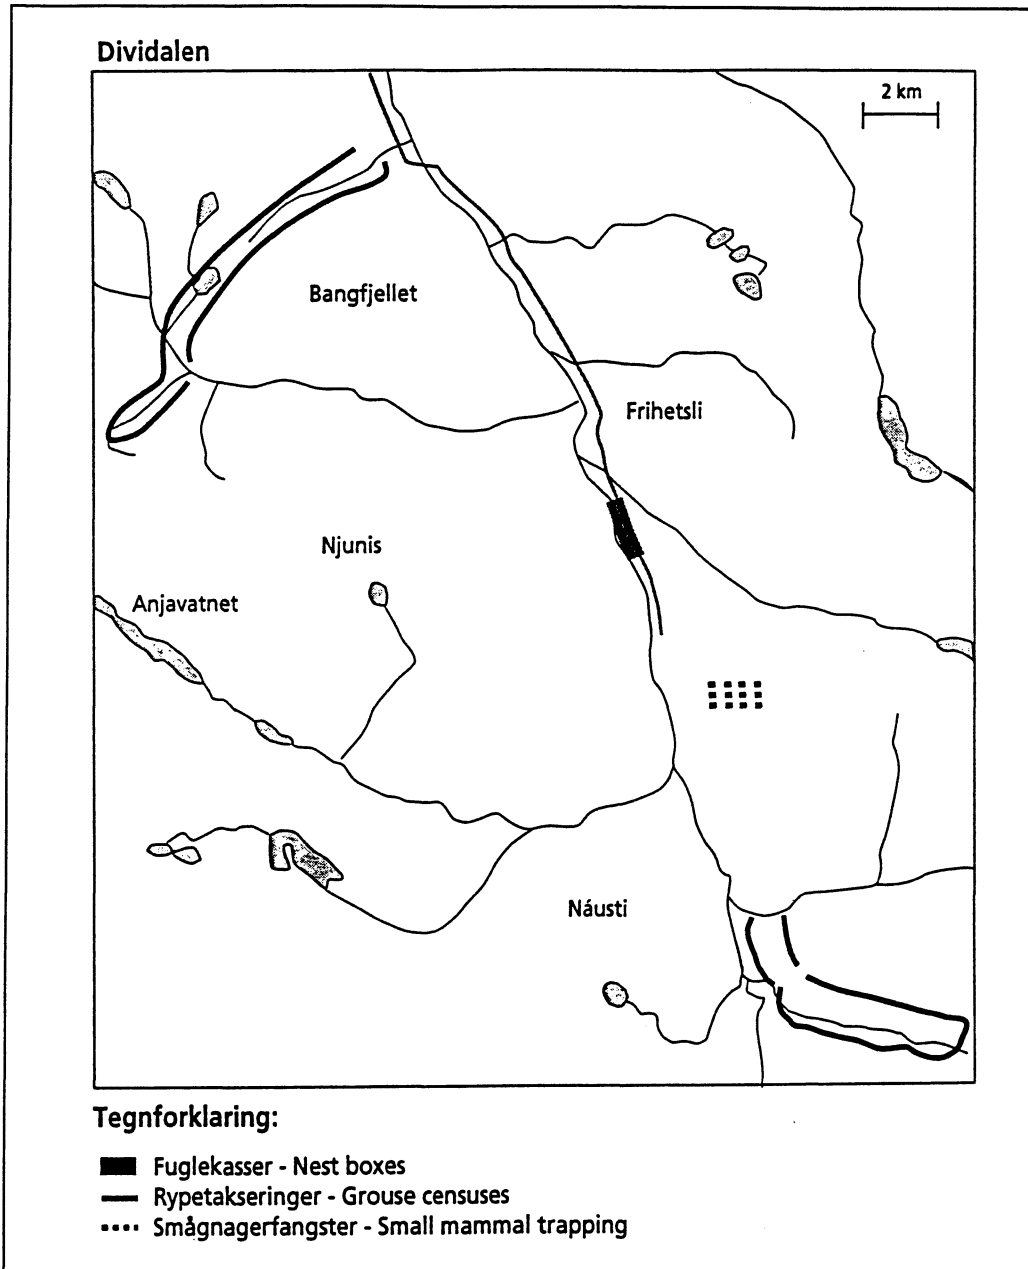 Dividalen
2 km
Bangfjellet
Frihetsli
Njunis
Anjavatnet
Náusti
Tegnforklaring:
Fuglekasser - Nest boxes
Rypetakseringer - Grouse censuses
Smågnagerfangster - Small mammal trapping